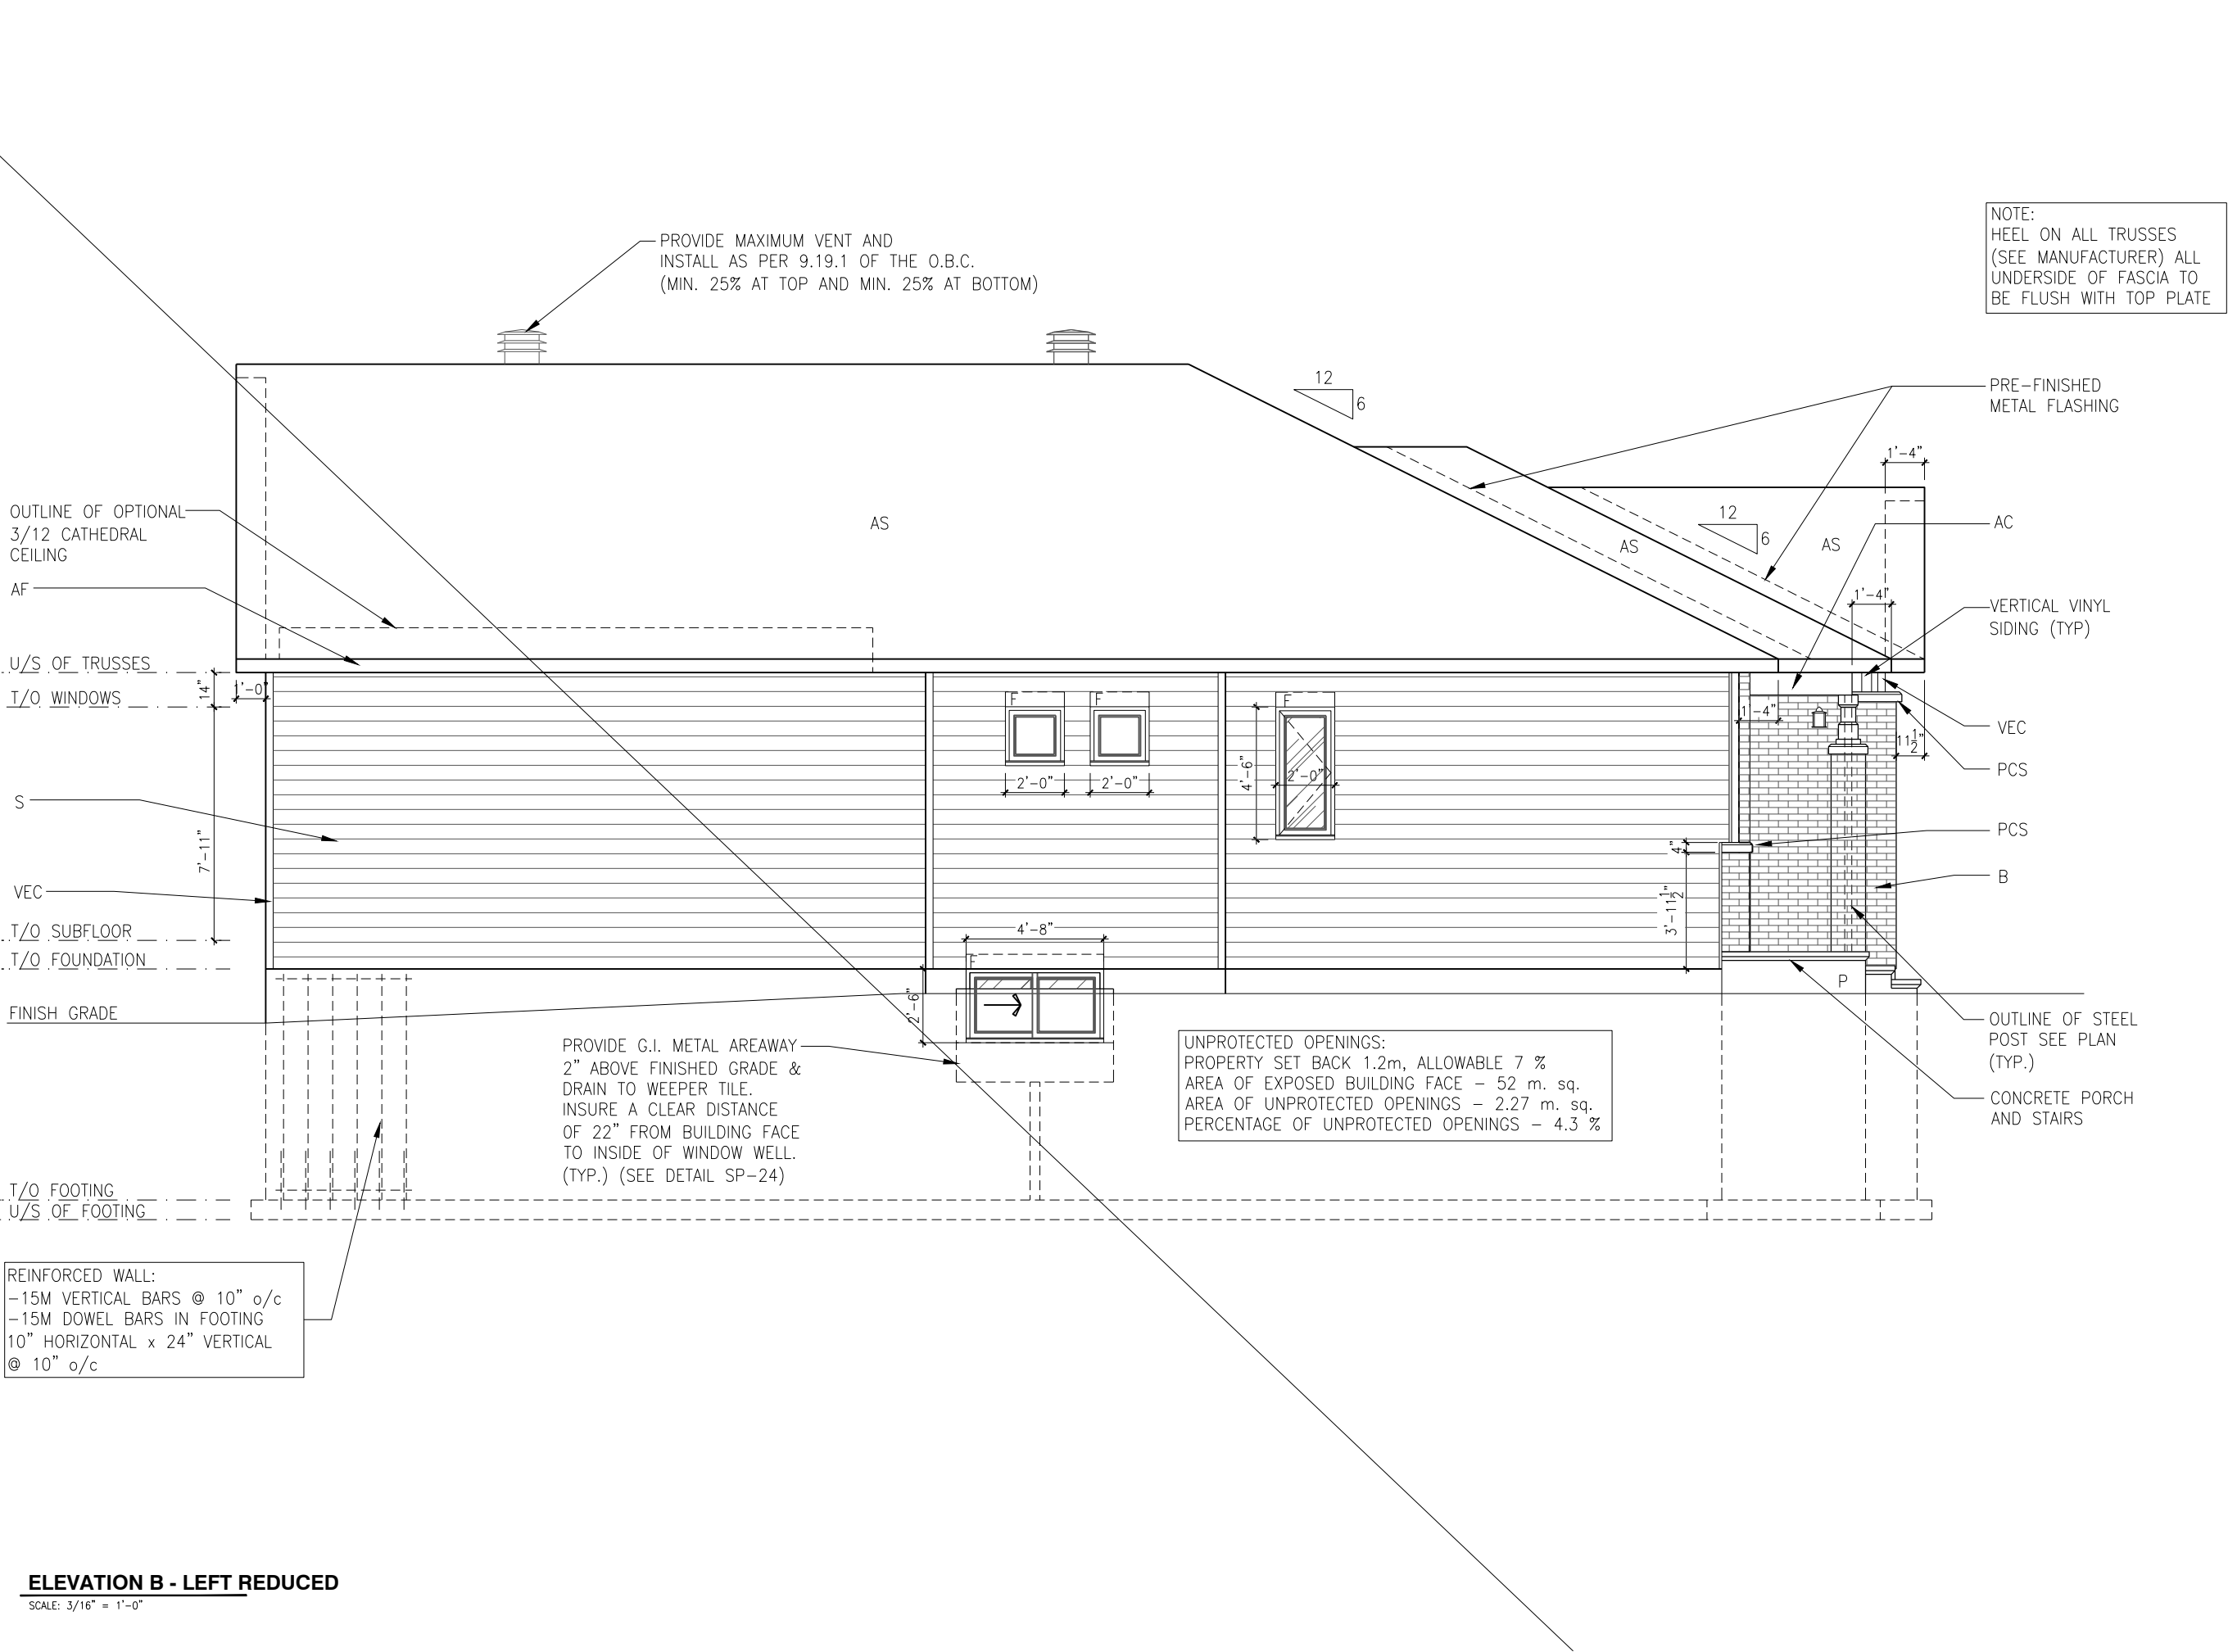 PROVIDE MAXIMUM VENT AND
INSTALL AS PER 9.19.1 OF THE O.B.C.
(MIN. 25% AT TOP AND MIN. 25% AT BOTTOM)
NOTE:
HEEL ON ALL TRUSSES
(SEE MANUFACTURER) ALL
UNDERSIDE OF FASCIA TO
BE FLUSH WITH TOP PLATE
12
6
PRE-FINISHED
METAL FLASHING
1'-4"
OUTLINE OF OPTIONAL
3/12 CATHEDRAL
CEILING
AS
12
6
AS
AS
AC
AF
1'-4"
VERTICAL VINYL
SIDING (TYP)
U/S OF TRUSSES
14"
1'-0"
T/O WINDOWS
F
F
F
1'-4"
VEC
11 1/2"
PCS
4'-6"
2'-0"
2'-0"
2'-0"
S
7'-11"
4"
PCS
B
VEC
3'-11 1/2"
T/O SUBFLOOR
4'-8"
T/O FOUNDATION
F
P
2'-6"
FINISH GRADE
PROVIDE G.I. METAL AREAWAY
2" ABOVE FINISHED GRADE &
DRAIN TO WEEPER TILE.
INSURE A CLEAR DISTANCE
OF 22" FROM BUILDING FACE
TO INSIDE OF WINDOW WELL.
(TYP.) (SEE DETAIL SP-24)
UNPROTECTED OPENINGS:
PROPERTY SET BACK 1.2m, ALLOWABLE 7 %
AREA OF EXPOSED BUILDING FACE - 52 m. sq.
AREA OF UNPROTECTED OPENINGS - 2.27 m. sq.
PERCENTAGE OF UNPROTECTED OPENINGS - 4.3 %
OUTLINE OF STEEL
POST SEE PLAN
(TYP.)
CONCRETE PORCH
AND STAIRS
T/O FOOTING
U/S OF FOOTING
REINFORCED WALL:
-15M VERTICAL BARS @ 10" o/c
-15M DOWEL BARS IN FOOTING
10" HORIZONTAL x 24" VERTICAL
@ 10" o/c
ELEVATION B - LEFT REDUCED
SCALE: 3/16" = 1'-0"